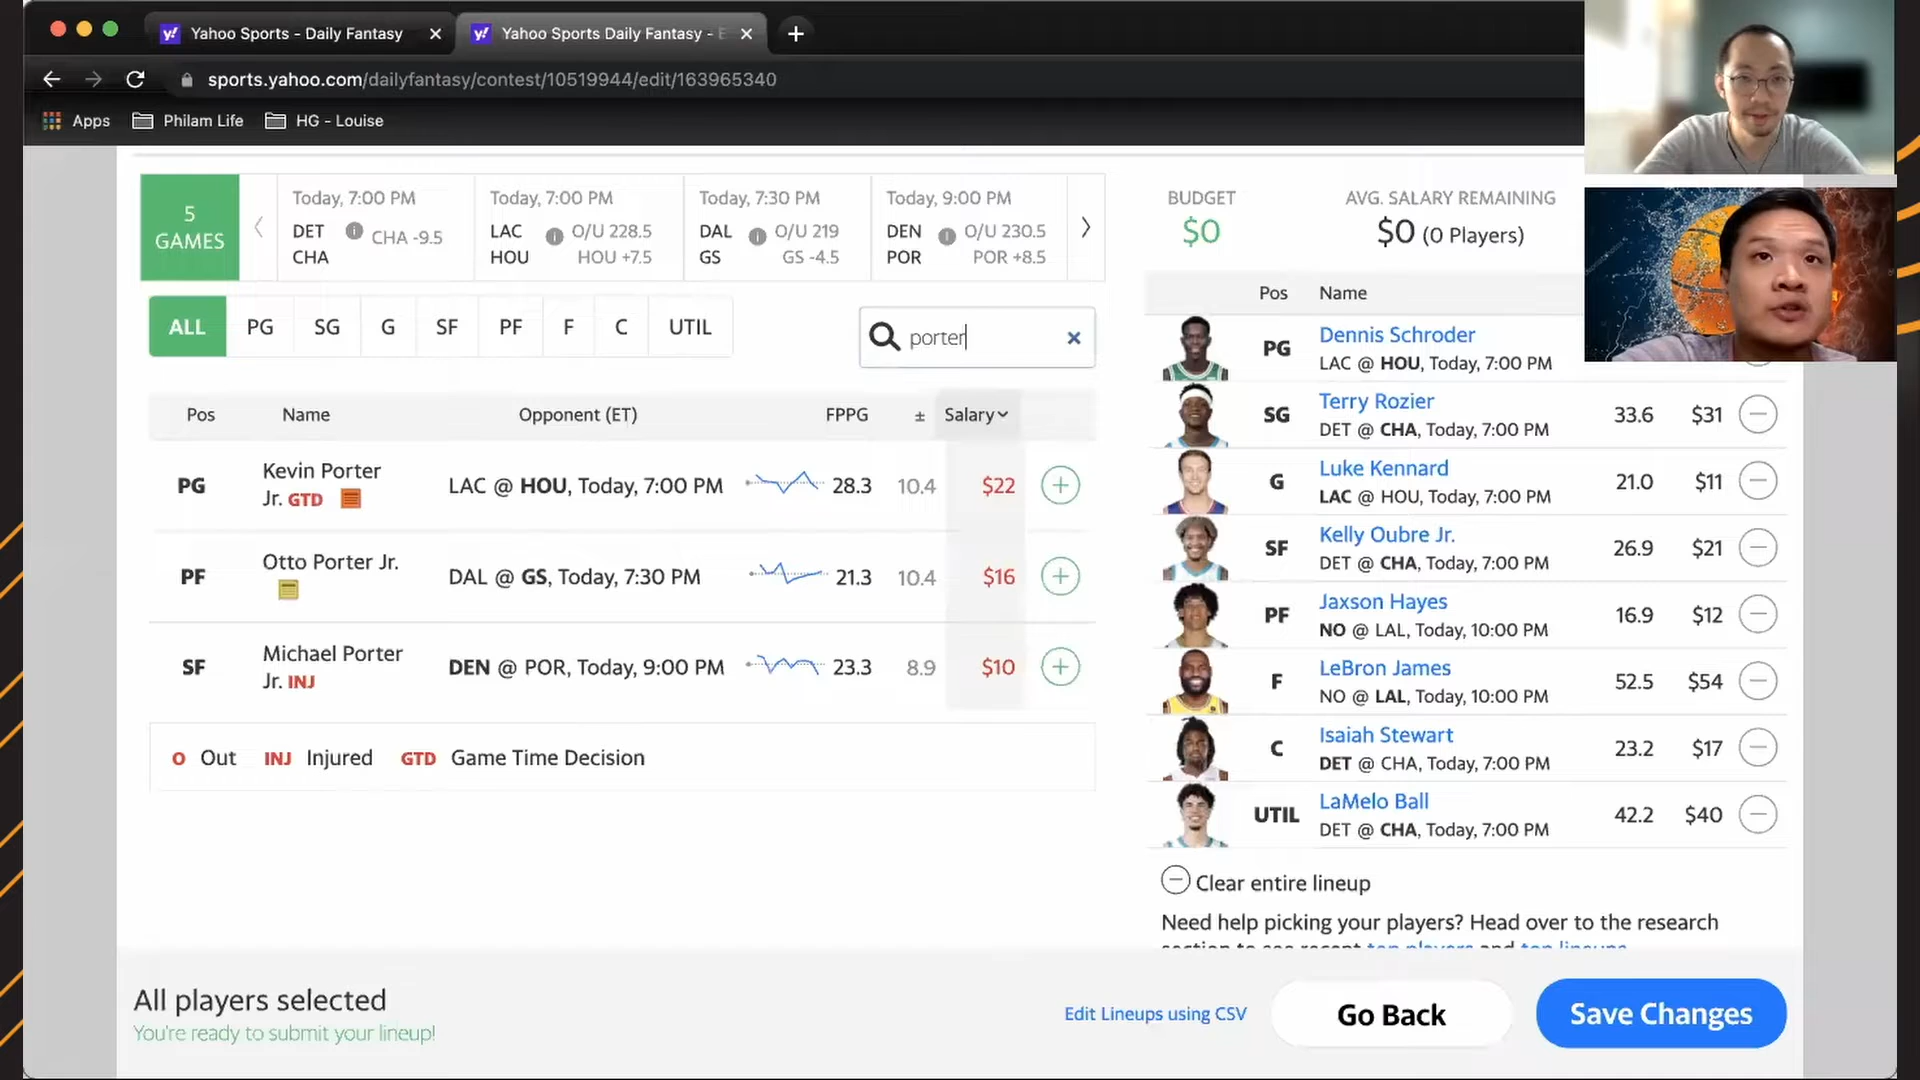 Yahoo Sports - Daily Fantasy
Yahoo Sports Daily Fantasy - E
sports.yahoo.com/dailyfantasy/contest/10519944/edit/163965340
Apps
Philam Life
HG - Louise
5 GAMES
Today, 7:00 PM
DET CHA -9.5
CHA
Today, 7:00 PM
LAC O/U 228.5
HOU HOU +7.5
Today, 7:30 PM
DAL O/U 219
GS GS -4.5
Today, 9:00 PM
DEN O/U 230.5
POR POR +8.5
BUDGET
$0
AVG. SALARY REMAINING
$0 (0 Players)
ALL PG SG G SF PF F C UTIL
porter
Pos Name Opponent (ET) FPPG ± Salary
PG Kevin Porter Jr. GTD LAC @ HOU, Today, 7:00 PM 28.3 10.4 $22
PF Otto Porter Jr. DAL @ GS, Today, 7:30 PM 21.3 10.4 $16
SF Michael Porter Jr. INJ DEN @ POR, Today, 9:00 PM 23.3 8.9 $10
O Out INJ Injured GTD Game Time Decision
Pos Name
PG Dennis Schroder
LAC @ HOU, Today, 7:00 PM
SG Terry Rozier 33.6 $31
DET @ CHA, Today, 7:00 PM
G Luke Kennard 21.0 $11
LAC @ HOU, Today, 7:00 PM
SF Kelly Oubre Jr. 26.9 $21
DET @ CHA, Today, 7:00 PM
PF Jaxson Hayes 16.9 $12
NO @ LAL, Today, 10:00 PM
F LeBron James 52.5 $54
NO @ LAL, Today, 10:00 PM
C Isaiah Stewart 23.2 $17
DET @ CHA, Today, 7:00 PM
UTIL LaMelo Ball 42.2 $40
DET @ CHA, Today, 7:00 PM
Clear entire lineup
Need help picking your players? Head over to the research
section to see recent top players and top lineups
All players selected
You're ready to submit your lineup!
Edit Lineups using CSV
Go Back
Save Changes